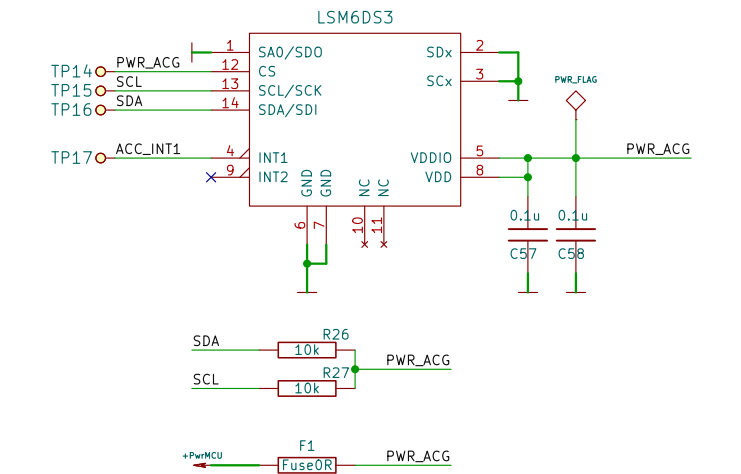 LSM6DS3
1 SA0/SDO SDx 2
TP14 PWR_ACG 12 CS
TP15 SCL 13 SCL/SCK SCx 3
TP16 SDA 14 SDA/SDI
PWR_FLAG
TP17 ACC_INT1 4 INT1 VDDIO 5 PWR_ACG
9 INT2 VDD 8
GND GND NC NC
6 7 10 11
0.1u 0.1u
C57 C58
SDA R26
10k
PWR_ACG
SCL R27
10k
+PwrMCU F1 PWR_ACG
Fuse0R